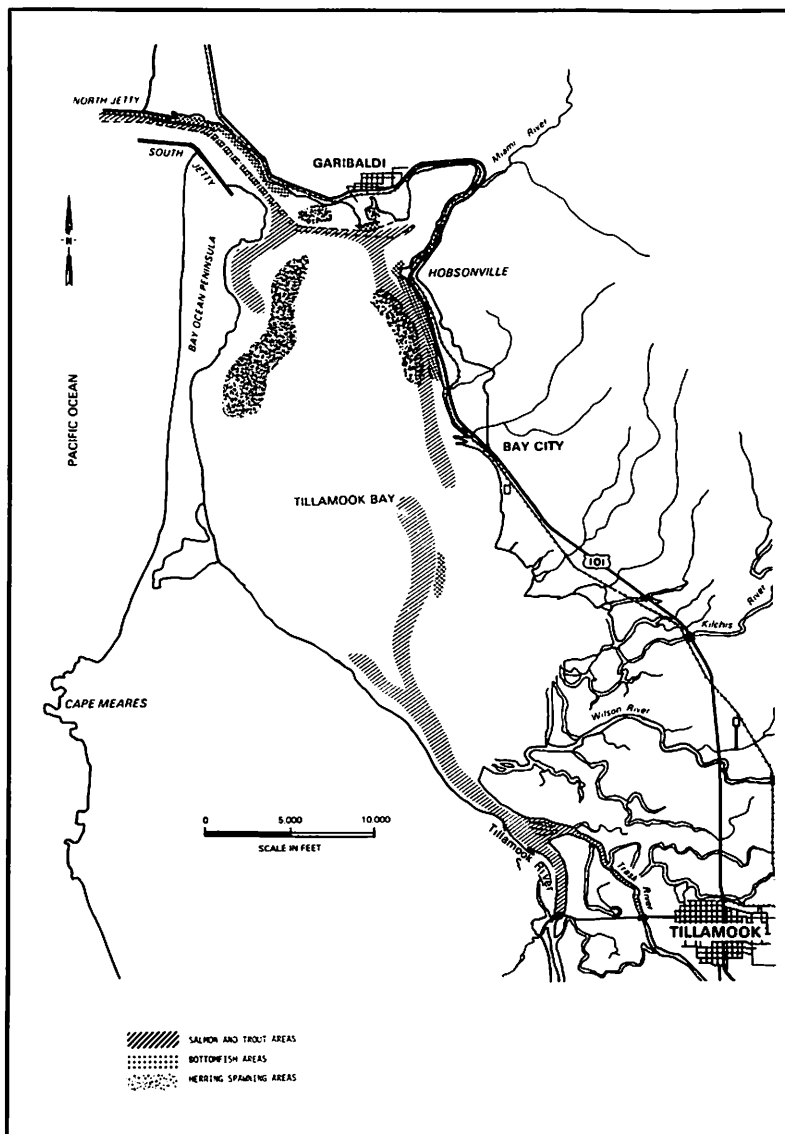 NORTH JETTY
SOUTH
JETTY
GARIBALDI
Miami River
HOBSONVILLE
BAY OCEAN PENINSULA
PACIFIC OCEAN
N
BAY CITY
TILLAMOOK BAY
101
Kilchis River
CAPE MEARES
Wilson River
0 5,000 10,000
SCALE IN FEET
Tillamook River
Trask River
TILLAMOOK
SALMON AND TROUT AREAS
BOTTOMFISH AREAS
HERRING SPAWNING AREAS